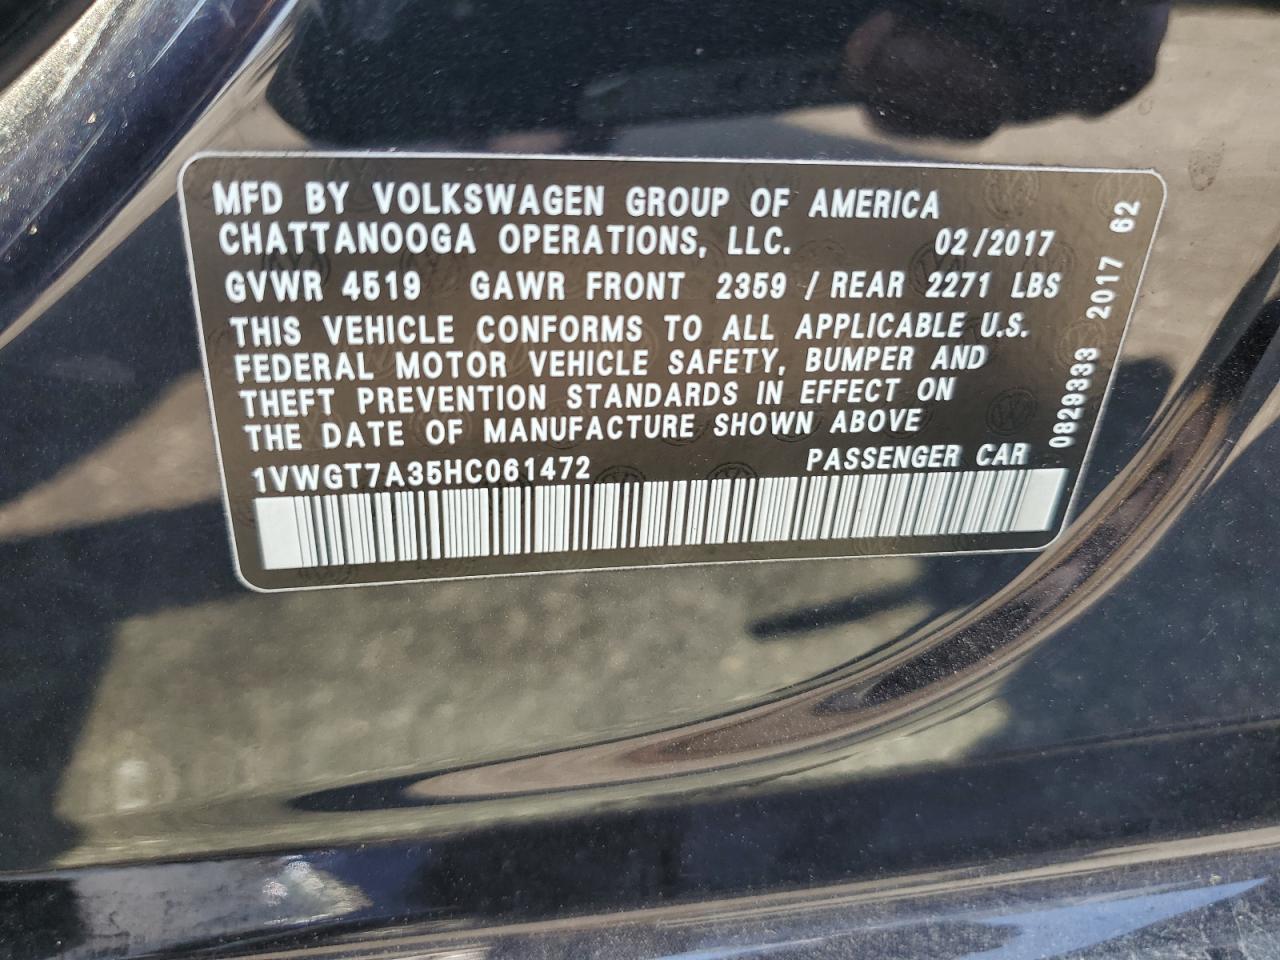 MFD BY VOLKSWAGEN GROUP OF AMERICA
CHATTANOOGA OPERATIONS, LLC. 02/2017
GVWR 4519 GAWR FRONT 2359 / REAR 2271 LBS
THIS VEHICLE CONFORMS TO ALL APPLICABLE U.S.
FEDERAL MOTOR VEHICLE SAFETY, BUMPER AND
THEFT PREVENTION STANDARDS IN EFFECT ON
THE DATE OF MANUFACTURE SHOWN ABOVE
1VWGT7A35HC061472 PASSENGER CAR
0829333 2017 62